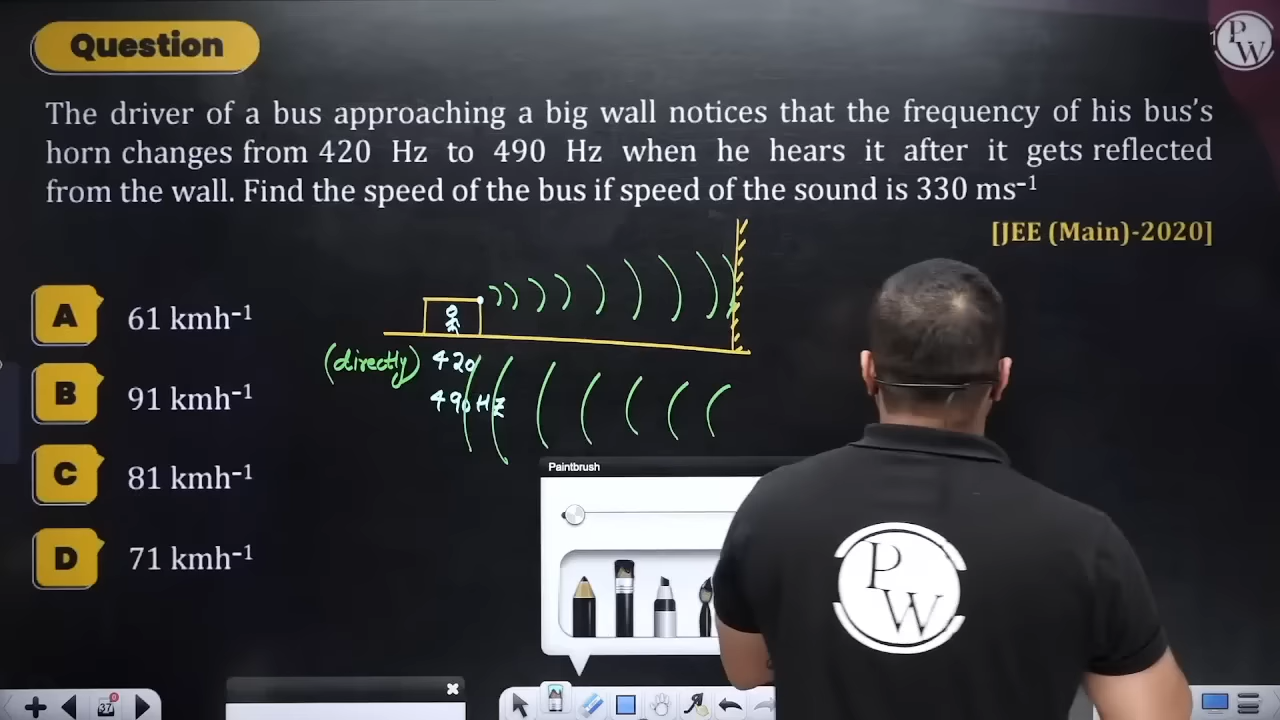 Question
The driver of a bus approaching a big wall notices that the frequency of his bus's
horn changes from 420 Hz to 490 Hz when he hears it after it gets reflected
from the wall. Find the speed of the bus if speed of the sound is 330 ms⁻¹
[JEE (Main)-2020]
A 61 kmh⁻¹
B 91 kmh⁻¹
C 81 kmh⁻¹
D 71 kmh⁻¹
(directly) 420
490 Hz
Paintbrush
37
PW
PW